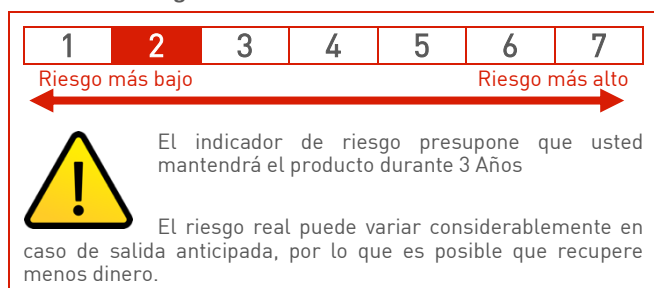 1 2 3 4 5 6 7
Riesgo más bajo Riesgo más alto
El indicador de riesgo presupone que usted
mantendrá el producto durante 3 Años
El riesgo real puede variar considerablemente en
caso de salida anticipada, por lo que es posible que recupere
menos dinero.